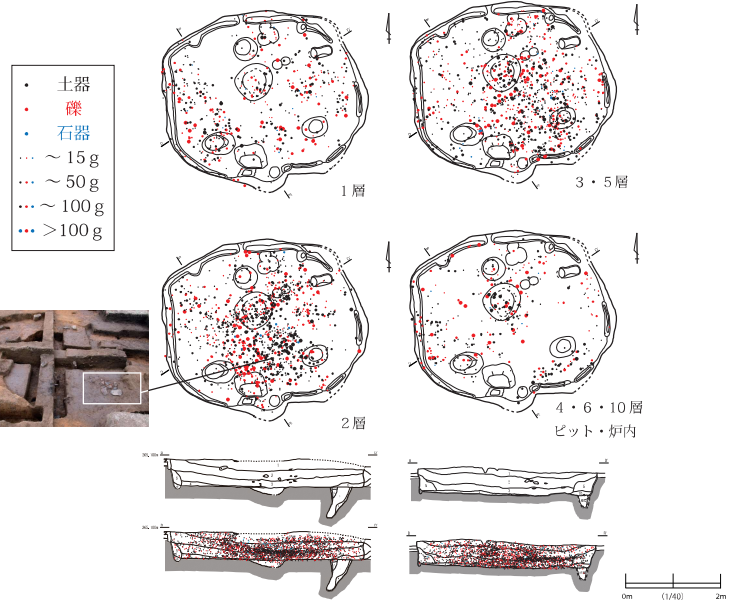 土器
礫
石器
～15g
～50g
～100g
＞100g
1層
3・5層
2層
4・6・10層
ピット・炉内
0m (1/40) 2m